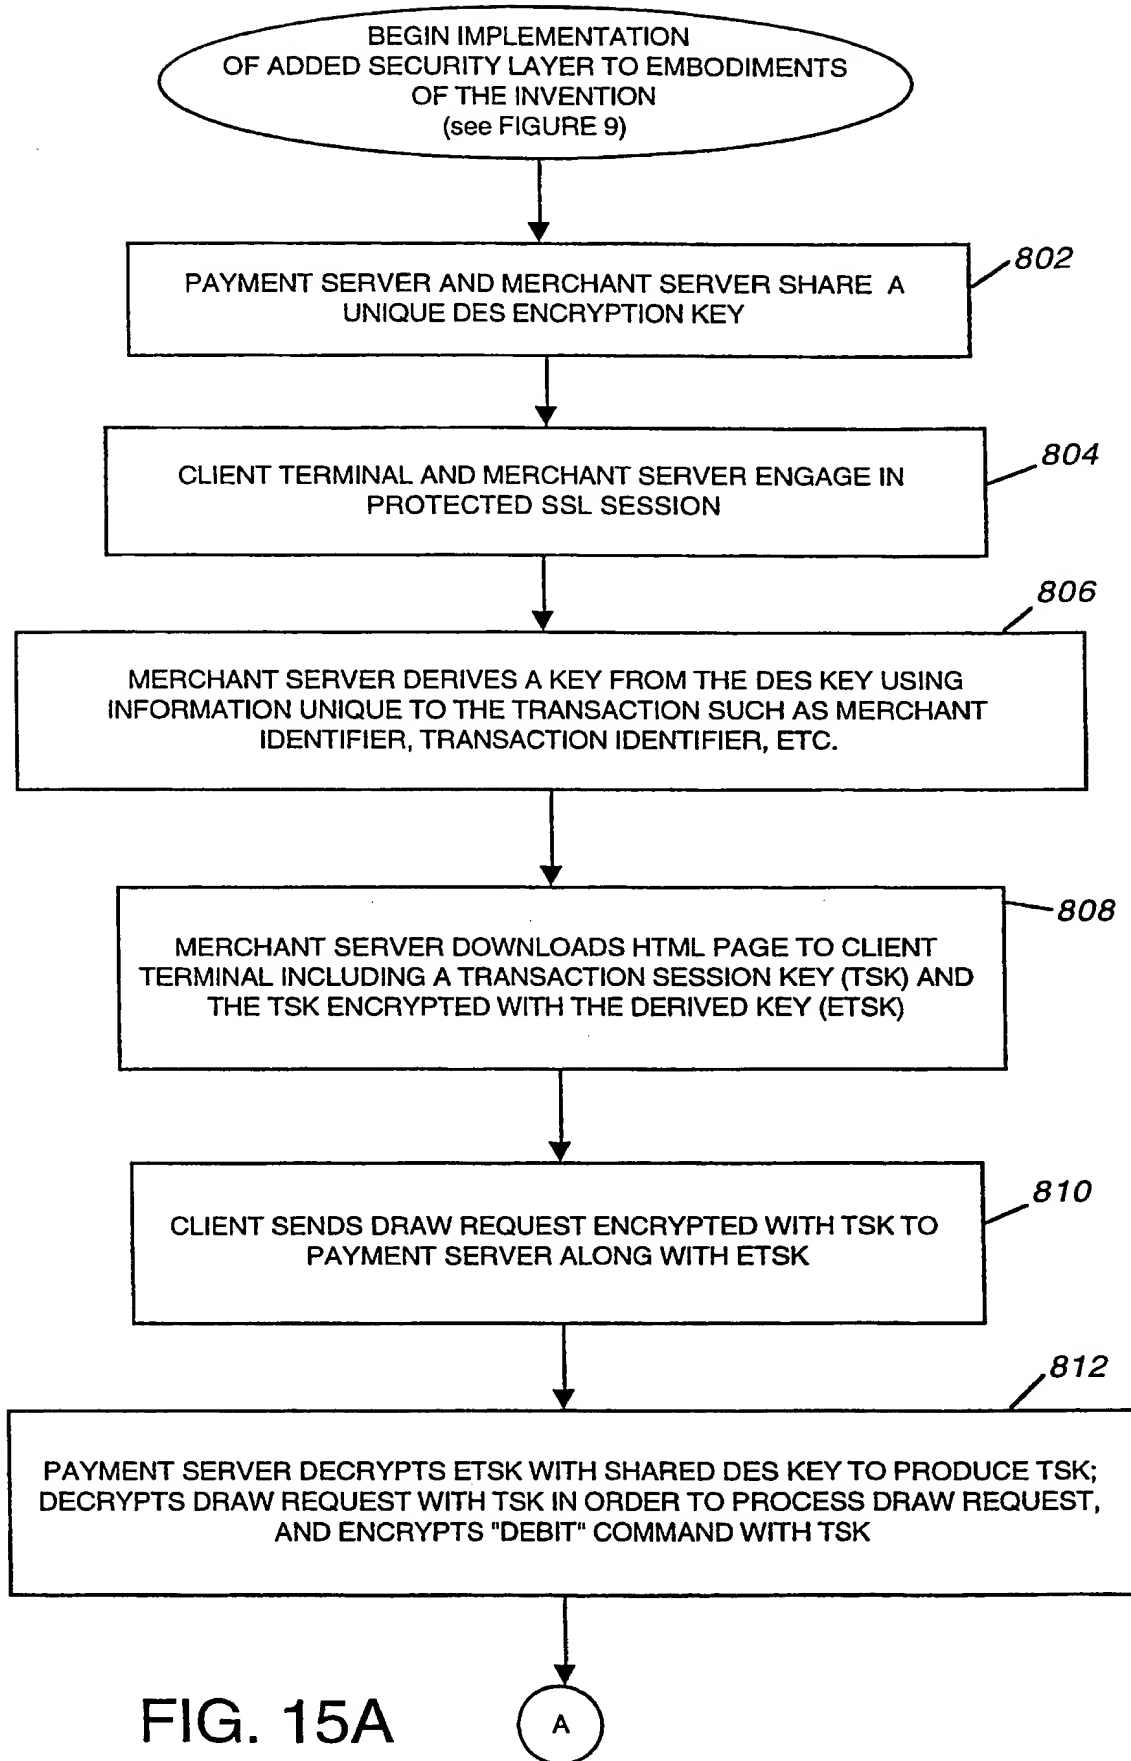 BEGIN IMPLEMENTATION
OF ADDED SECURITY LAYER TO EMBODIMENTS
OF THE INVENTION
(see FIGURE 9)
802
PAYMENT SERVER AND MERCHANT SERVER SHARE A
UNIQUE DES ENCRYPTION KEY
804
CLIENT TERMINAL AND MERCHANT SERVER ENGAGE IN
PROTECTED SSL SESSION
806
MERCHANT SERVER DERIVES A KEY FROM THE DES KEY USING
INFORMATION UNIQUE TO THE TRANSACTION SUCH AS MERCHANT
IDENTIFIER, TRANSACTION IDENTIFIER, ETC.
808
MERCHANT SERVER DOWNLOADS HTML PAGE TO CLIENT
TERMINAL INCLUDING A TRANSACTION SESSION KEY (TSK) AND
THE TSK ENCRYPTED WITH THE DERIVED KEY (ETSK)
810
CLIENT SENDS DRAW REQUEST ENCRYPTED WITH TSK TO
PAYMENT SERVER ALONG WITH ETSK
812
PAYMENT SERVER DECRYPTS ETSK WITH SHARED DES KEY TO PRODUCE TSK;
DECRYPTS DRAW REQUEST WITH TSK IN ORDER TO PROCESS DRAW REQUEST,
AND ENCRYPTS "DEBIT" COMMAND WITH TSK
FIG. 15A
A